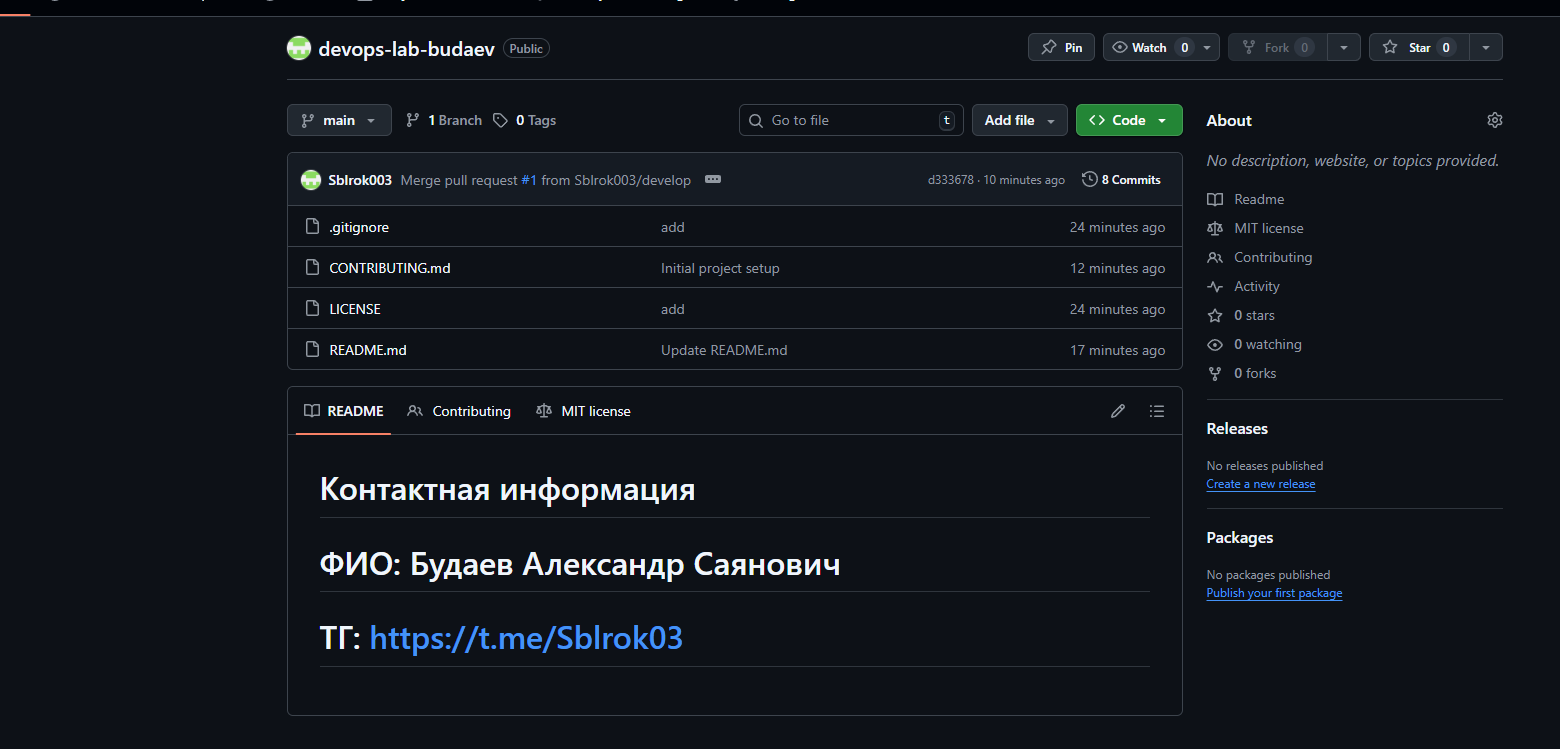 devops-lab-budaev Public
Pin
Watch 0
Fork 0
Star 0
main
1 Branch
0 Tags
Go to file t
Add file
<> Code
Sblrok003 Merge pull request #1 from Sblrok003/develop
d333678 · 10 minutes ago
8 Commits
.gitignore add 24 minutes ago
CONTRIBUTING.md Initial project setup 12 minutes ago
LICENSE add 24 minutes ago
README.md Update README.md 17 minutes ago
README Contributing MIT license
Контактная информация
ФИО: Будаев Александр Саянович
ТГ: https://t.me/Sblrok03
About
No description, website, or topics provided.
Readme
MIT license
Contributing
Activity
0 stars
0 watching
0 forks
Releases
No releases published
Create a new release
Packages
No packages published
Publish your first package